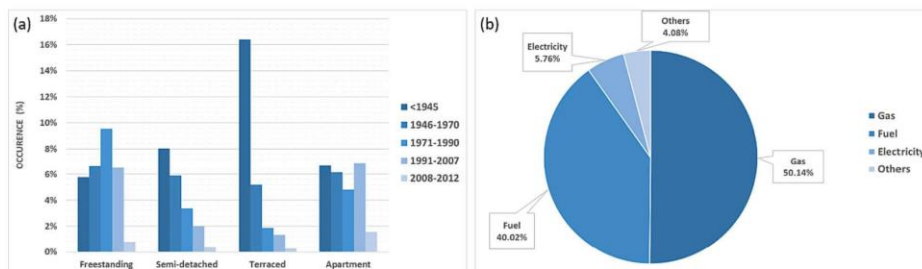 (a)
18%
16%
14%
12%
10%
8%
6%
4%
2%
0%
OCCURENCE (%)
Freestanding Semi-detached Terraced Apartment
<1945
1946-1970
1971-1990
1991-2007
2008-2012
(b)
Others
4.08%
Electricity
5.76%
Gas
50.14%
Fuel
40.02%
Gas
Fuel
Electricity
Others